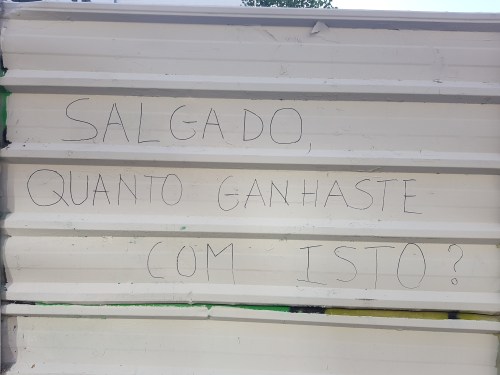 SALGADO,
QUANTO GANHASTE
COM ISTO?